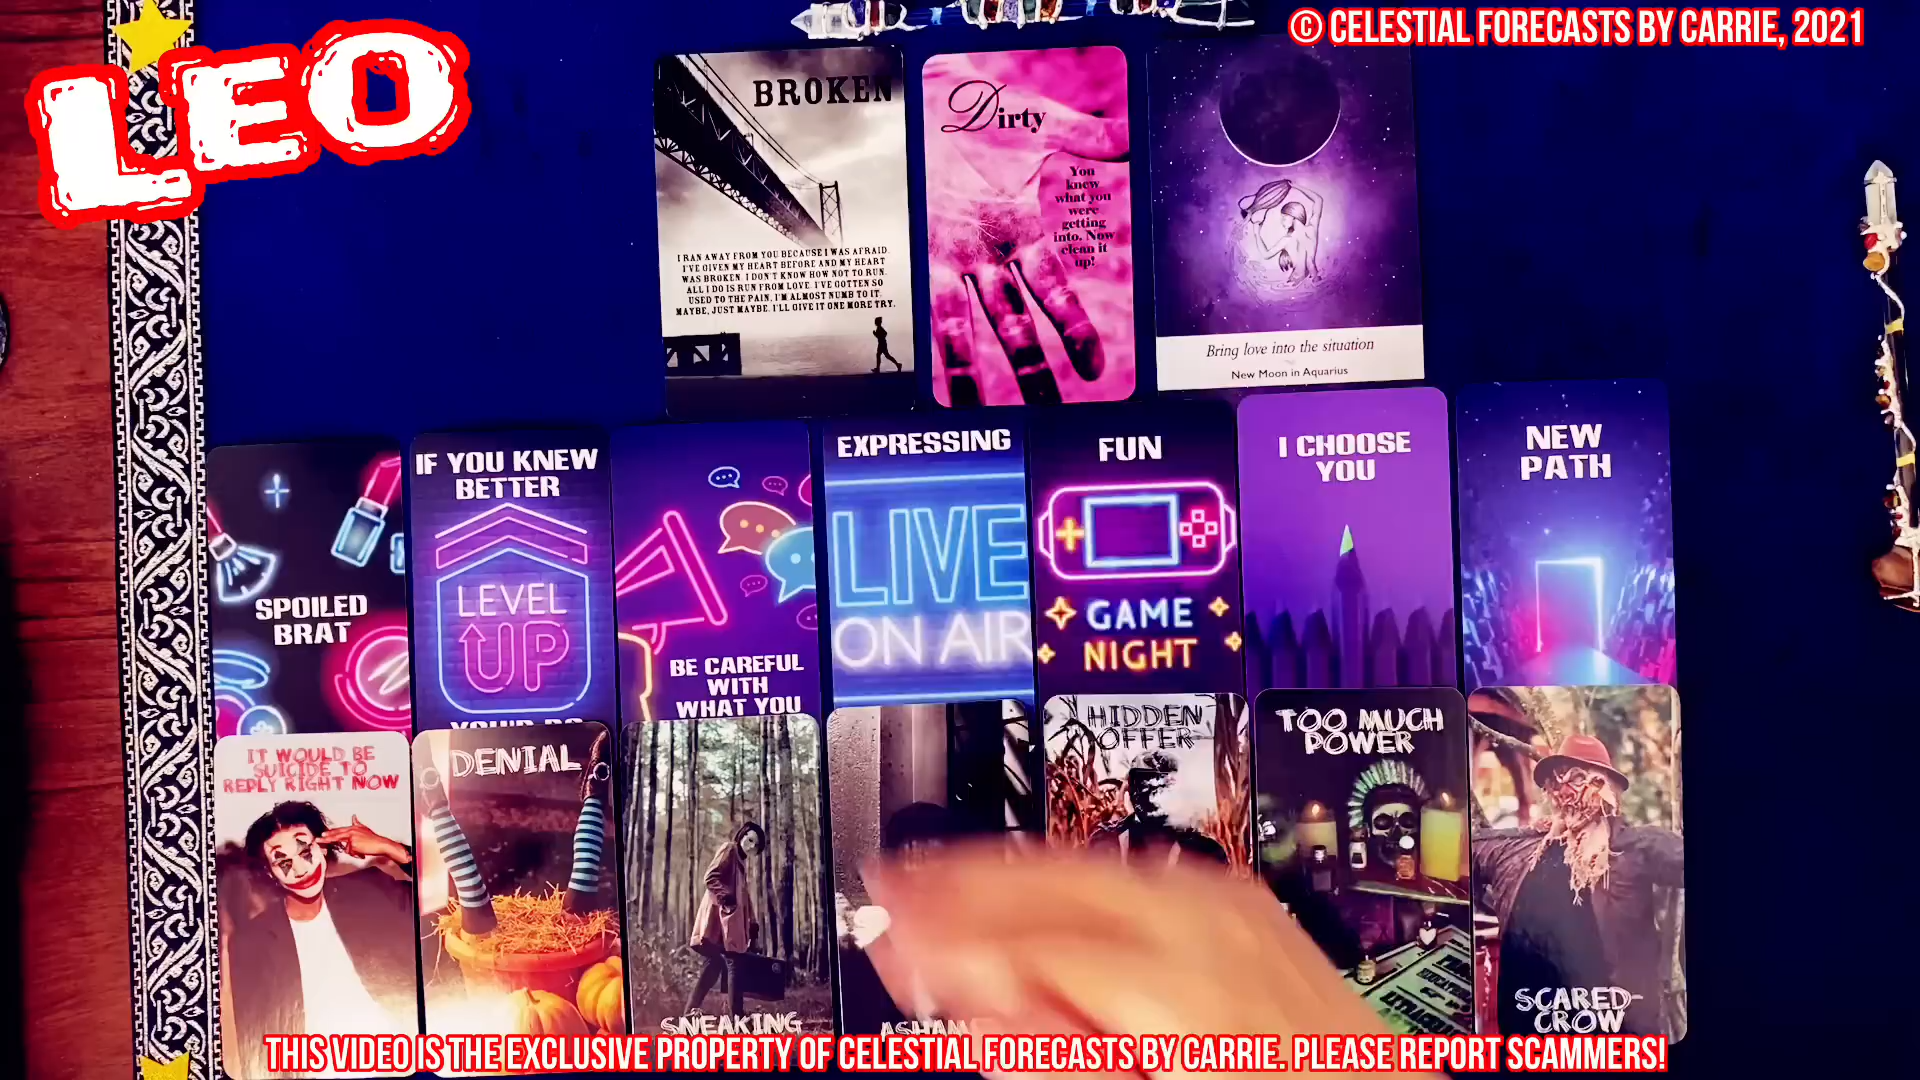 LEO
© CELESTIAL FORECASTS BY CARRIE, 2021
BROKEN
I RAN AWAY FROM YOU BECAUSE I WAS AFRAID.
I'VE GIVEN MY HEART BEFORE AND MY HEART
WAS BROKEN. I DON'T KNOW HOW NOT TO RUN.
ALL I DO IS RUN FROM LOVE. I'VE GOTTEN SO
USED TO THE PAIN, I'M ALMOST NUMB TO IT.
MAYBE, JUST MAYBE. I'LL GIVE IT ONE MORE TRY.
Dirty
You
knew
what you
were
getting
into. Now
clean it
up!
Bring love into the situation
New Moon in Aquarius
SPOILED
BRAT
IF YOU KNEW
BETTER
LEVEL
UP
BE CAREFUL
WITH
WHAT YOU
EXPRESSING
LIVE
ON AIR
FUN
GAME
NIGHT
I CHOOSE
YOU
NEW
PATH
IT WOULD BE
SUICIDE TO
REPLY RIGHT NOW
DENIAL
SNEAKING
HIDDEN
OFFER
TOO MUCH
POWER
SCARED-
CROW
THIS VIDEO IS THE EXCLUSIVE PROPERTY OF CELESTIAL FORECASTS BY CARRIE. PLEASE REPORT SCAMMERS!